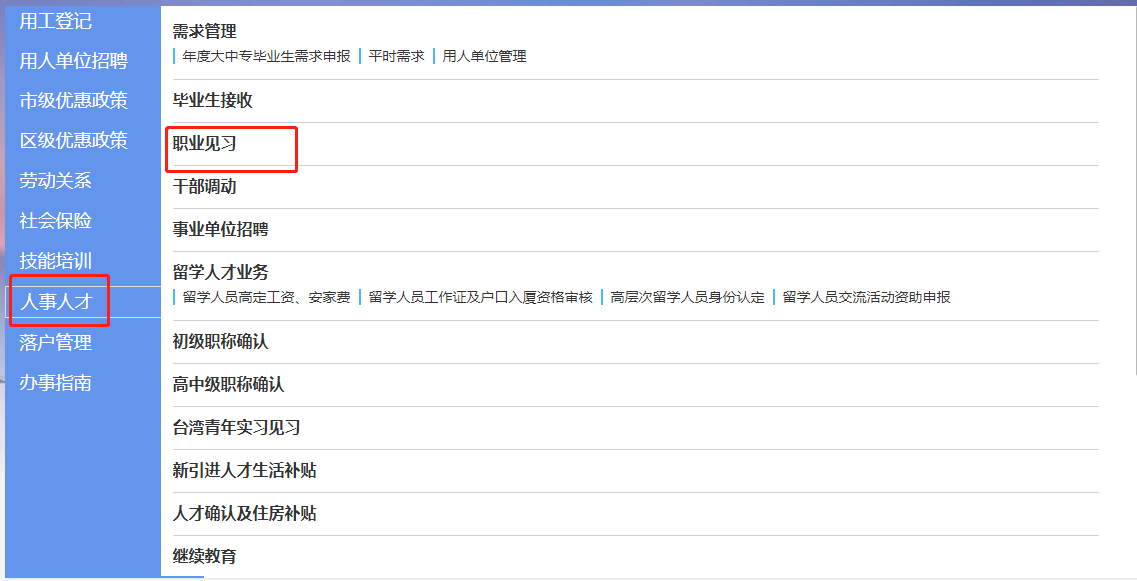 用工登记
用人单位招聘
市级优惠政策
区级优惠政策
劳动关系
社会保险
技能培训
人事人才
落户管理
办事指南
需求管理
年度大中专毕业生需求申报 平时需求 用人单位管理
毕业生接收
职业见习
干部调动
事业单位招聘
留学人才业务
留学人员高定工资、安家费 留学人员工作证及户口入厦资格审核 高层次留学人员身份认定 留学人员交流活动资助申报
初级职称确认
高中级职称确认
台湾青年实习见习
新引进人才生活补贴
人才确认及住房补贴
继续教育